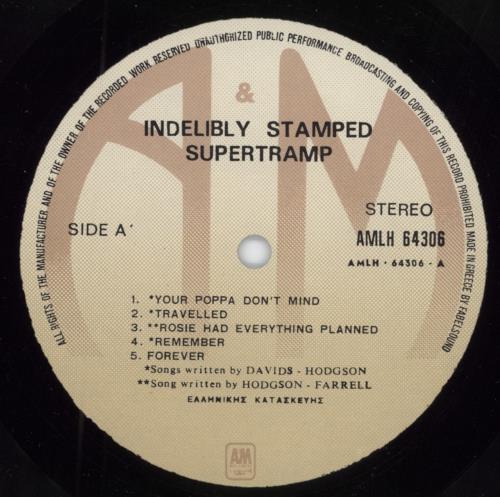 ALL RIGHTS OF THE MANUFACTURER AND OF THE OWNER OF THE RECORDED WORK RESERVED UNAUTHORIZED PUBLIC PERFORMANCE BROADCASTING AND COPYING OF THIS RECORD PROHIBITED MADE IN GREECE BY FABELSOUND
A & M
INDELIBLY STAMPED
SUPERTRAMP
SIDE A'
STEREO
AMLH 64306
AMLH · 64306 - A
1. *YOUR POPPA DON'T MIND
2. *TRAVELLED
3. **ROSIE HAD EVERYTHING PLANNED
4. *REMEMBER
5. FOREVER
*Songs written by DAVIDS - HODGSON
**Song written by HODGSON - FARRELL
ΕΛΛΗΝΙΚΗΣ ΚΑΤΑΣΚΕΥΗΣ
AM